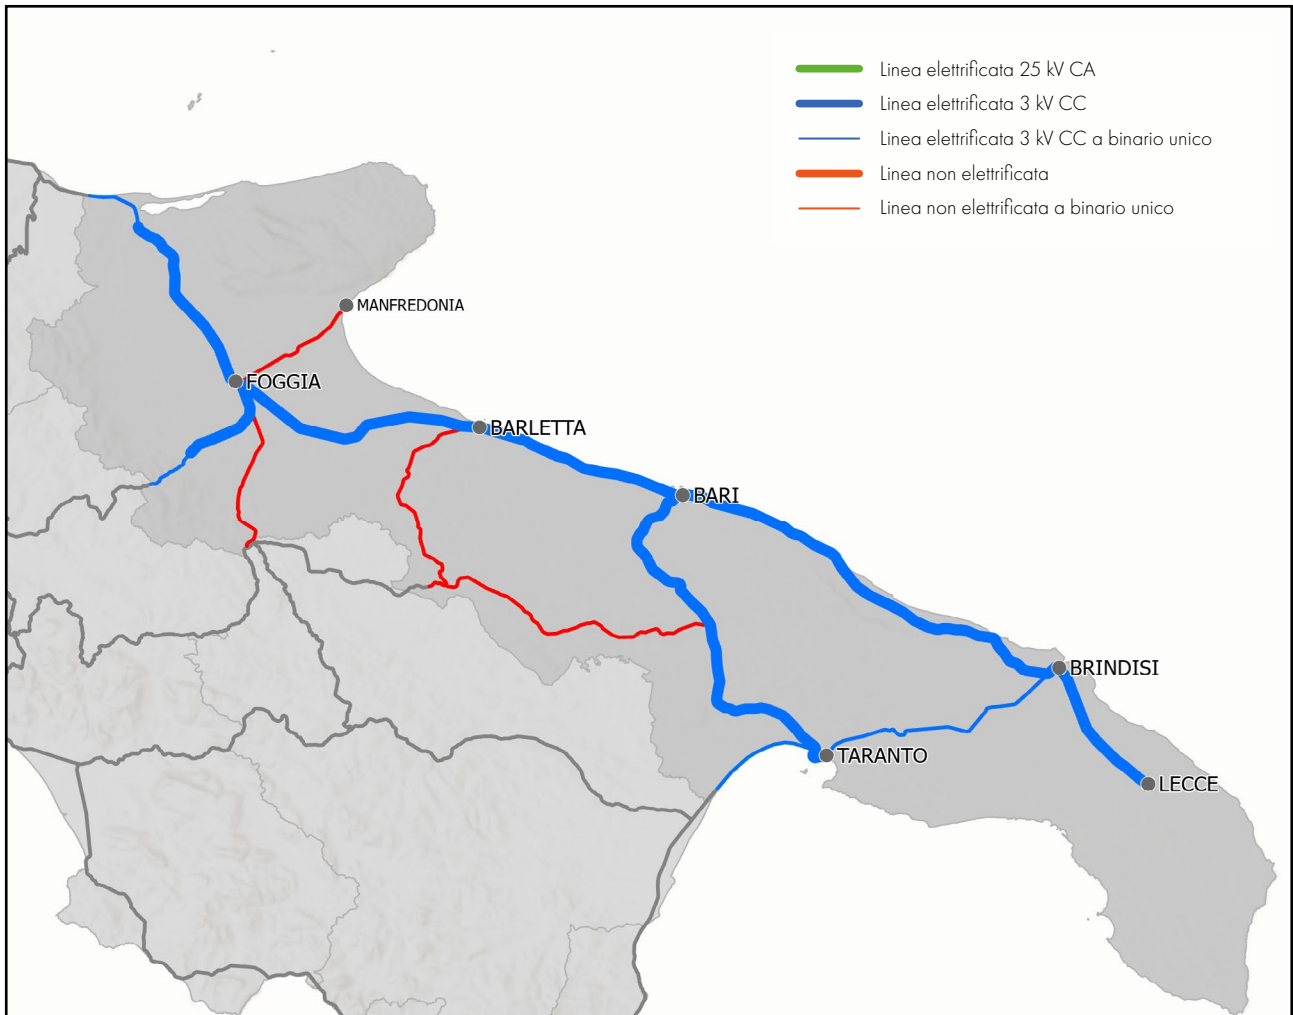 Linea elettrificata 25 kV CA
Linea elettrificata 3 kV CC
Linea elettrificata 3 kV CC a binario unico
Linea non elettrificata
Linea non elettrificata a binario unico
MANFREDONIA
FOGGIA
BARLETTA
BARI
BRINDISI
TARANTO
LECCE